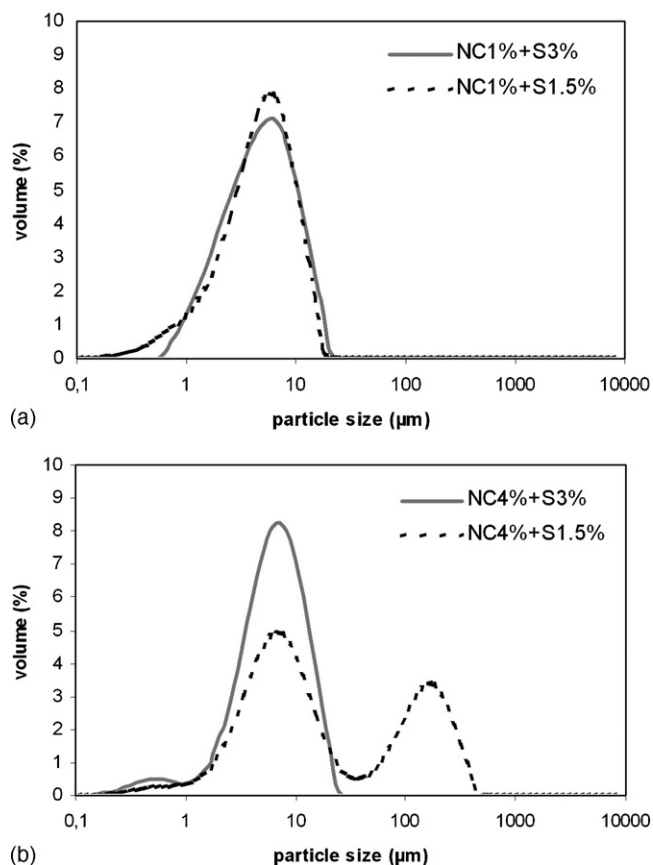 10
9
8
7
6
5
4
3
2
1
0
volume (%)
NC1%+S3%
NC1%+S1.5%
0,1 1 10 100 1000 10000
particle size (µm)
(a)
10
9
8
7
6
5
4
3
2
1
0
volume (%)
NC4%+S3%
NC4%+S1.5%
0,1 1 10 100 1000 10000
particle size (µm)
(b)